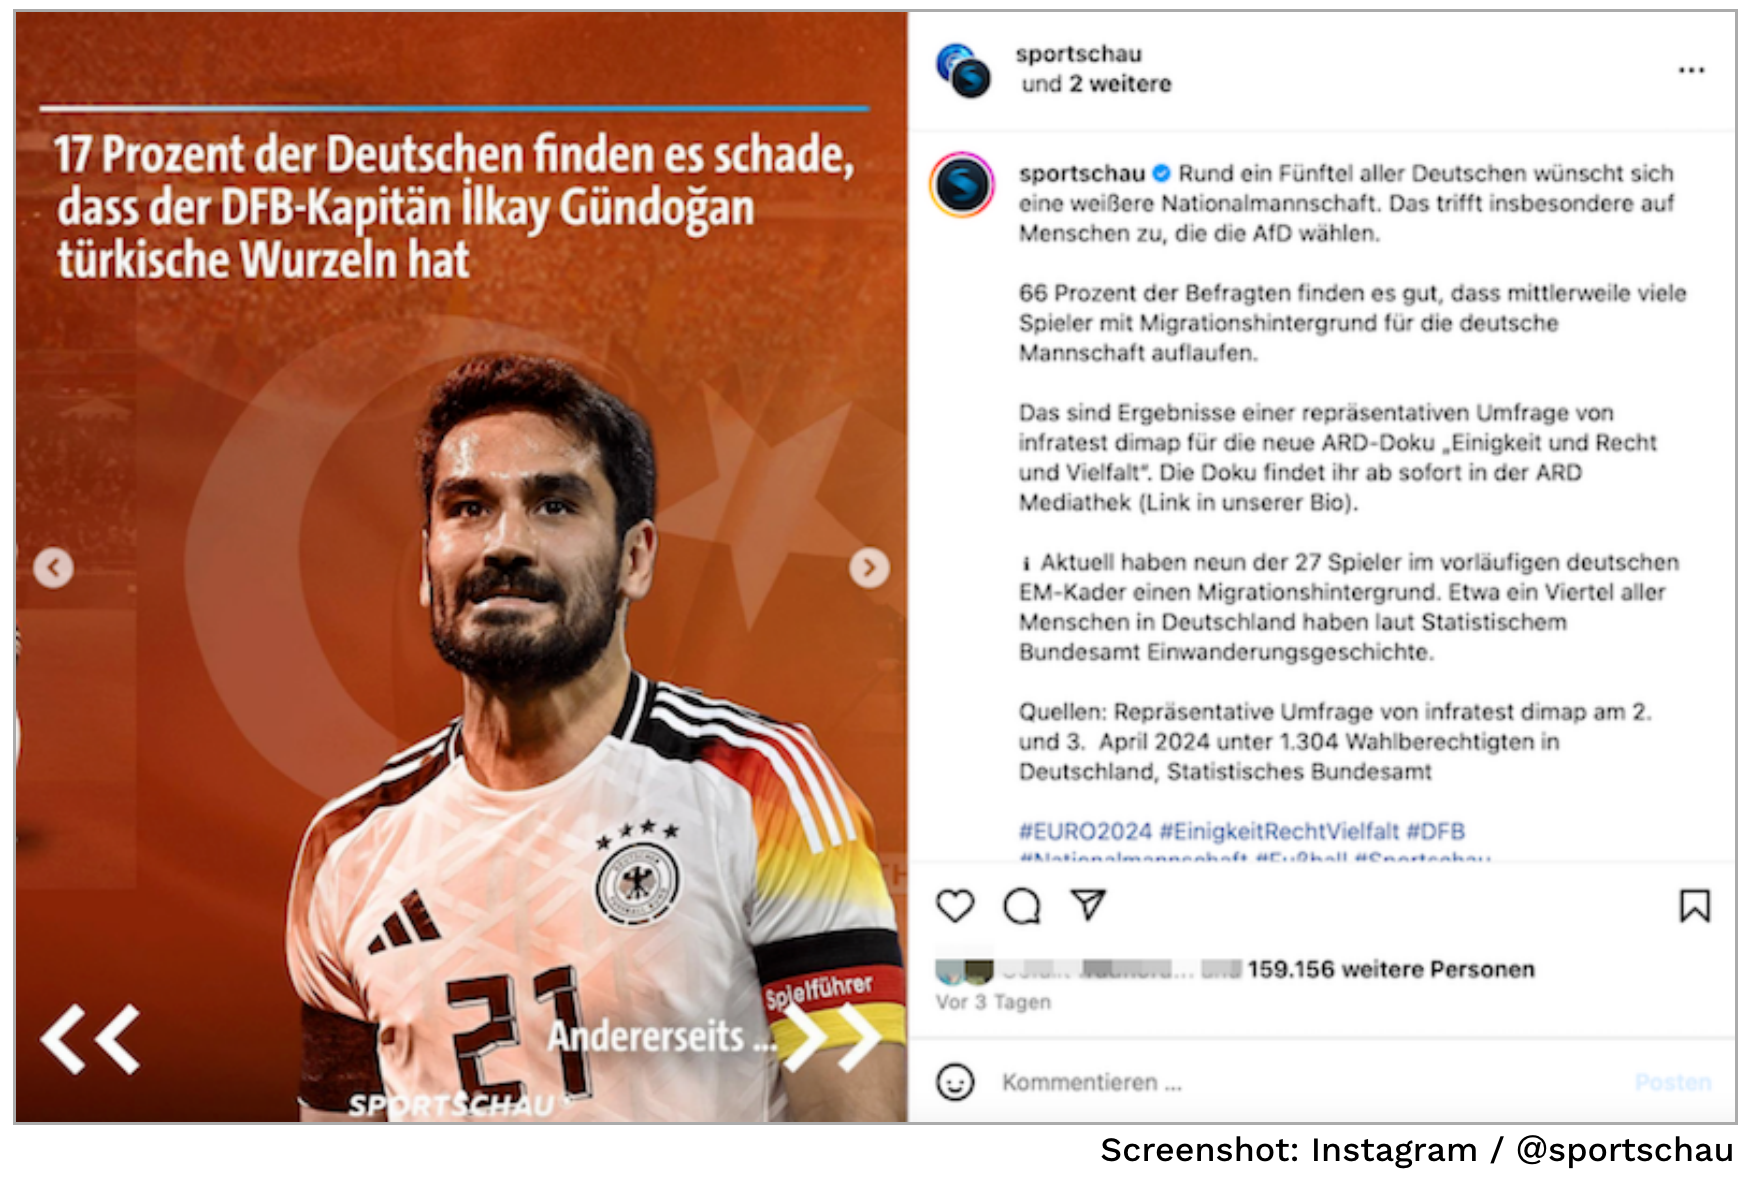 17 Prozent der Deutschen finden es schade,
dass der DFB-Kapitän İlkay Gündoğan
türkische Wurzeln hat
DEUTSCHER
FUSSBALL-BUND
21
Spielführer
Andererseits ...
SPORTSCHAU
sportschau
und 2 weitere
sportschau Rund ein Fünftel aller Deutschen wünscht sich
eine weißere Nationalmannschaft. Das trifft insbesondere auf
Menschen zu, die die AfD wählen.
66 Prozent der Befragten finden es gut, dass mittlerweile viele
Spieler mit Migrationshintergrund für die deutsche
Mannschaft auflaufen.
Das sind Ergebnisse einer repräsentativen Umfrage von
infratest dimap für die neue ARD-Doku „Einigkeit und Recht
und Vielfalt“. Die Doku findet ihr ab sofort in der ARD
Mediathek (Link in unserer Bio).
ℹ Aktuell haben neun der 27 Spieler im vorläufigen deutschen
EM-Kader einen Migrationshintergrund. Etwa ein Viertel aller
Menschen in Deutschland haben laut Statistischem
Bundesamt Einwanderungsgeschichte.
Quellen: Repräsentative Umfrage von infratest dimap am 2.
und 3. April 2024 unter 1.304 Wahlberechtigten in
Deutschland, Statistisches Bundesamt
#EURO2024 #EinigkeitRechtVielfalt #DFB
#Nationalmannschaft #Fußball #Sportschau
159.156 weitere Personen
Vor 3 Tagen
Kommentieren ...
Posten
Screenshot: Instagram / @sportschau